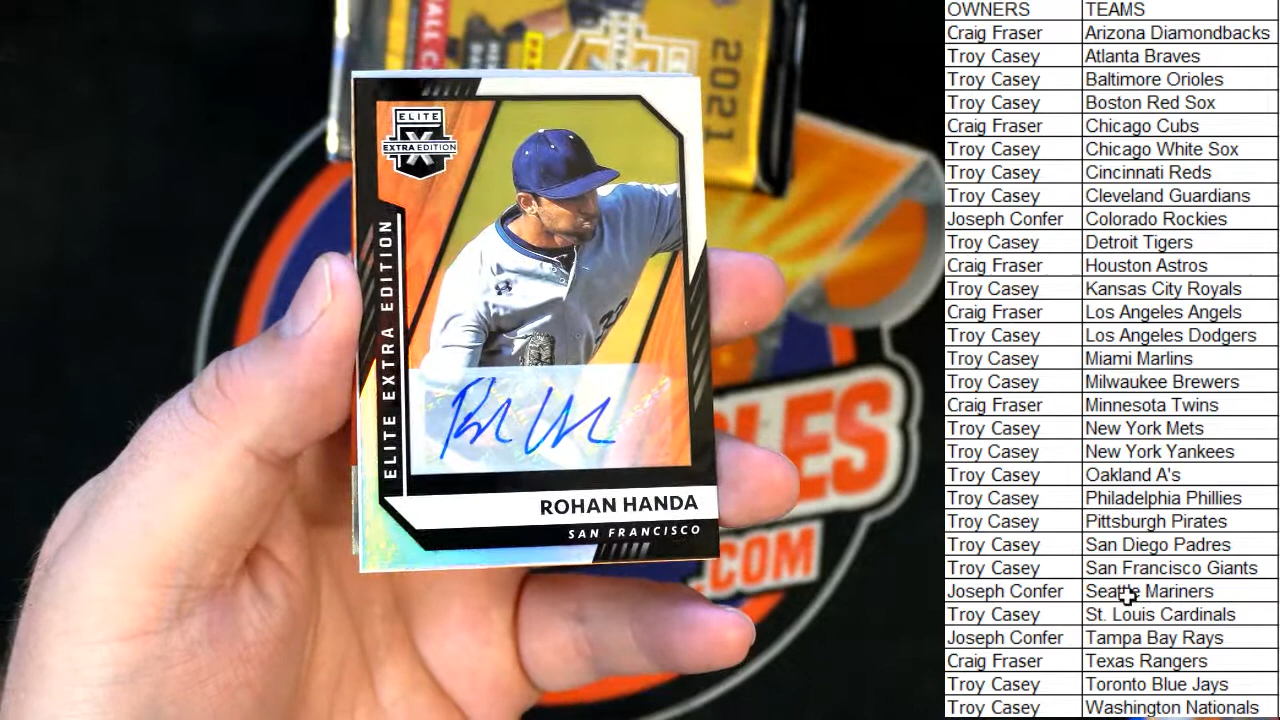 2021
ELITE
X
EXTRA EDITION
ELITE EXTRA EDITION
ROHAN HANDA
SAN FRANCISCO
LES
.COM
OWNERS TEAMS
Craig Fraser Arizona Diamondbacks
Troy Casey Atlanta Braves
Troy Casey Baltimore Orioles
Troy Casey Boston Red Sox
Craig Fraser Chicago Cubs
Troy Casey Chicago White Sox
Troy Casey Cincinnati Reds
Troy Casey Cleveland Guardians
Joseph Confer Colorado Rockies
Troy Casey Detroit Tigers
Craig Fraser Houston Astros
Troy Casey Kansas City Royals
Craig Fraser Los Angeles Angels
Troy Casey Los Angeles Dodgers
Troy Casey Miami Marlins
Troy Casey Milwaukee Brewers
Craig Fraser Minnesota Twins
Troy Casey New York Mets
Troy Casey New York Yankees
Troy Casey Oakland A's
Troy Casey Philadelphia Phillies
Troy Casey Pittsburgh Pirates
Troy Casey San Diego Padres
Troy Casey San Francisco Giants
Joseph Confer Seattle Mariners
Troy Casey St. Louis Cardinals
Joseph Confer Tampa Bay Rays
Craig Fraser Texas Rangers
Troy Casey Toronto Blue Jays
Troy Casey Washington Nationals